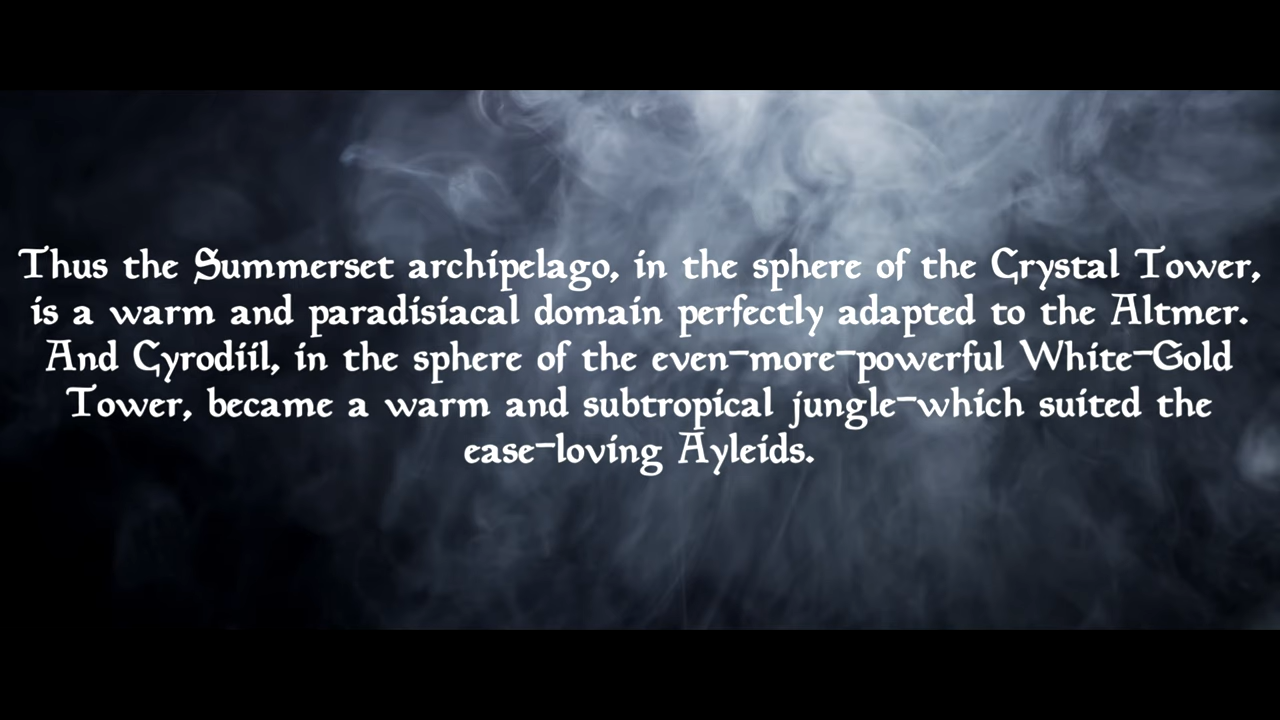 Thus the Summerset archipelago, in the sphere of the Crystal Tower,
is a warm and paradisiacal domain perfectly adapted to the Altmer.
And Cyrodiil, in the sphere of the even-more-powerful White-Gold
Tower, became a warm and subtropical jungle-which suited the
ease-loving Ayleids.